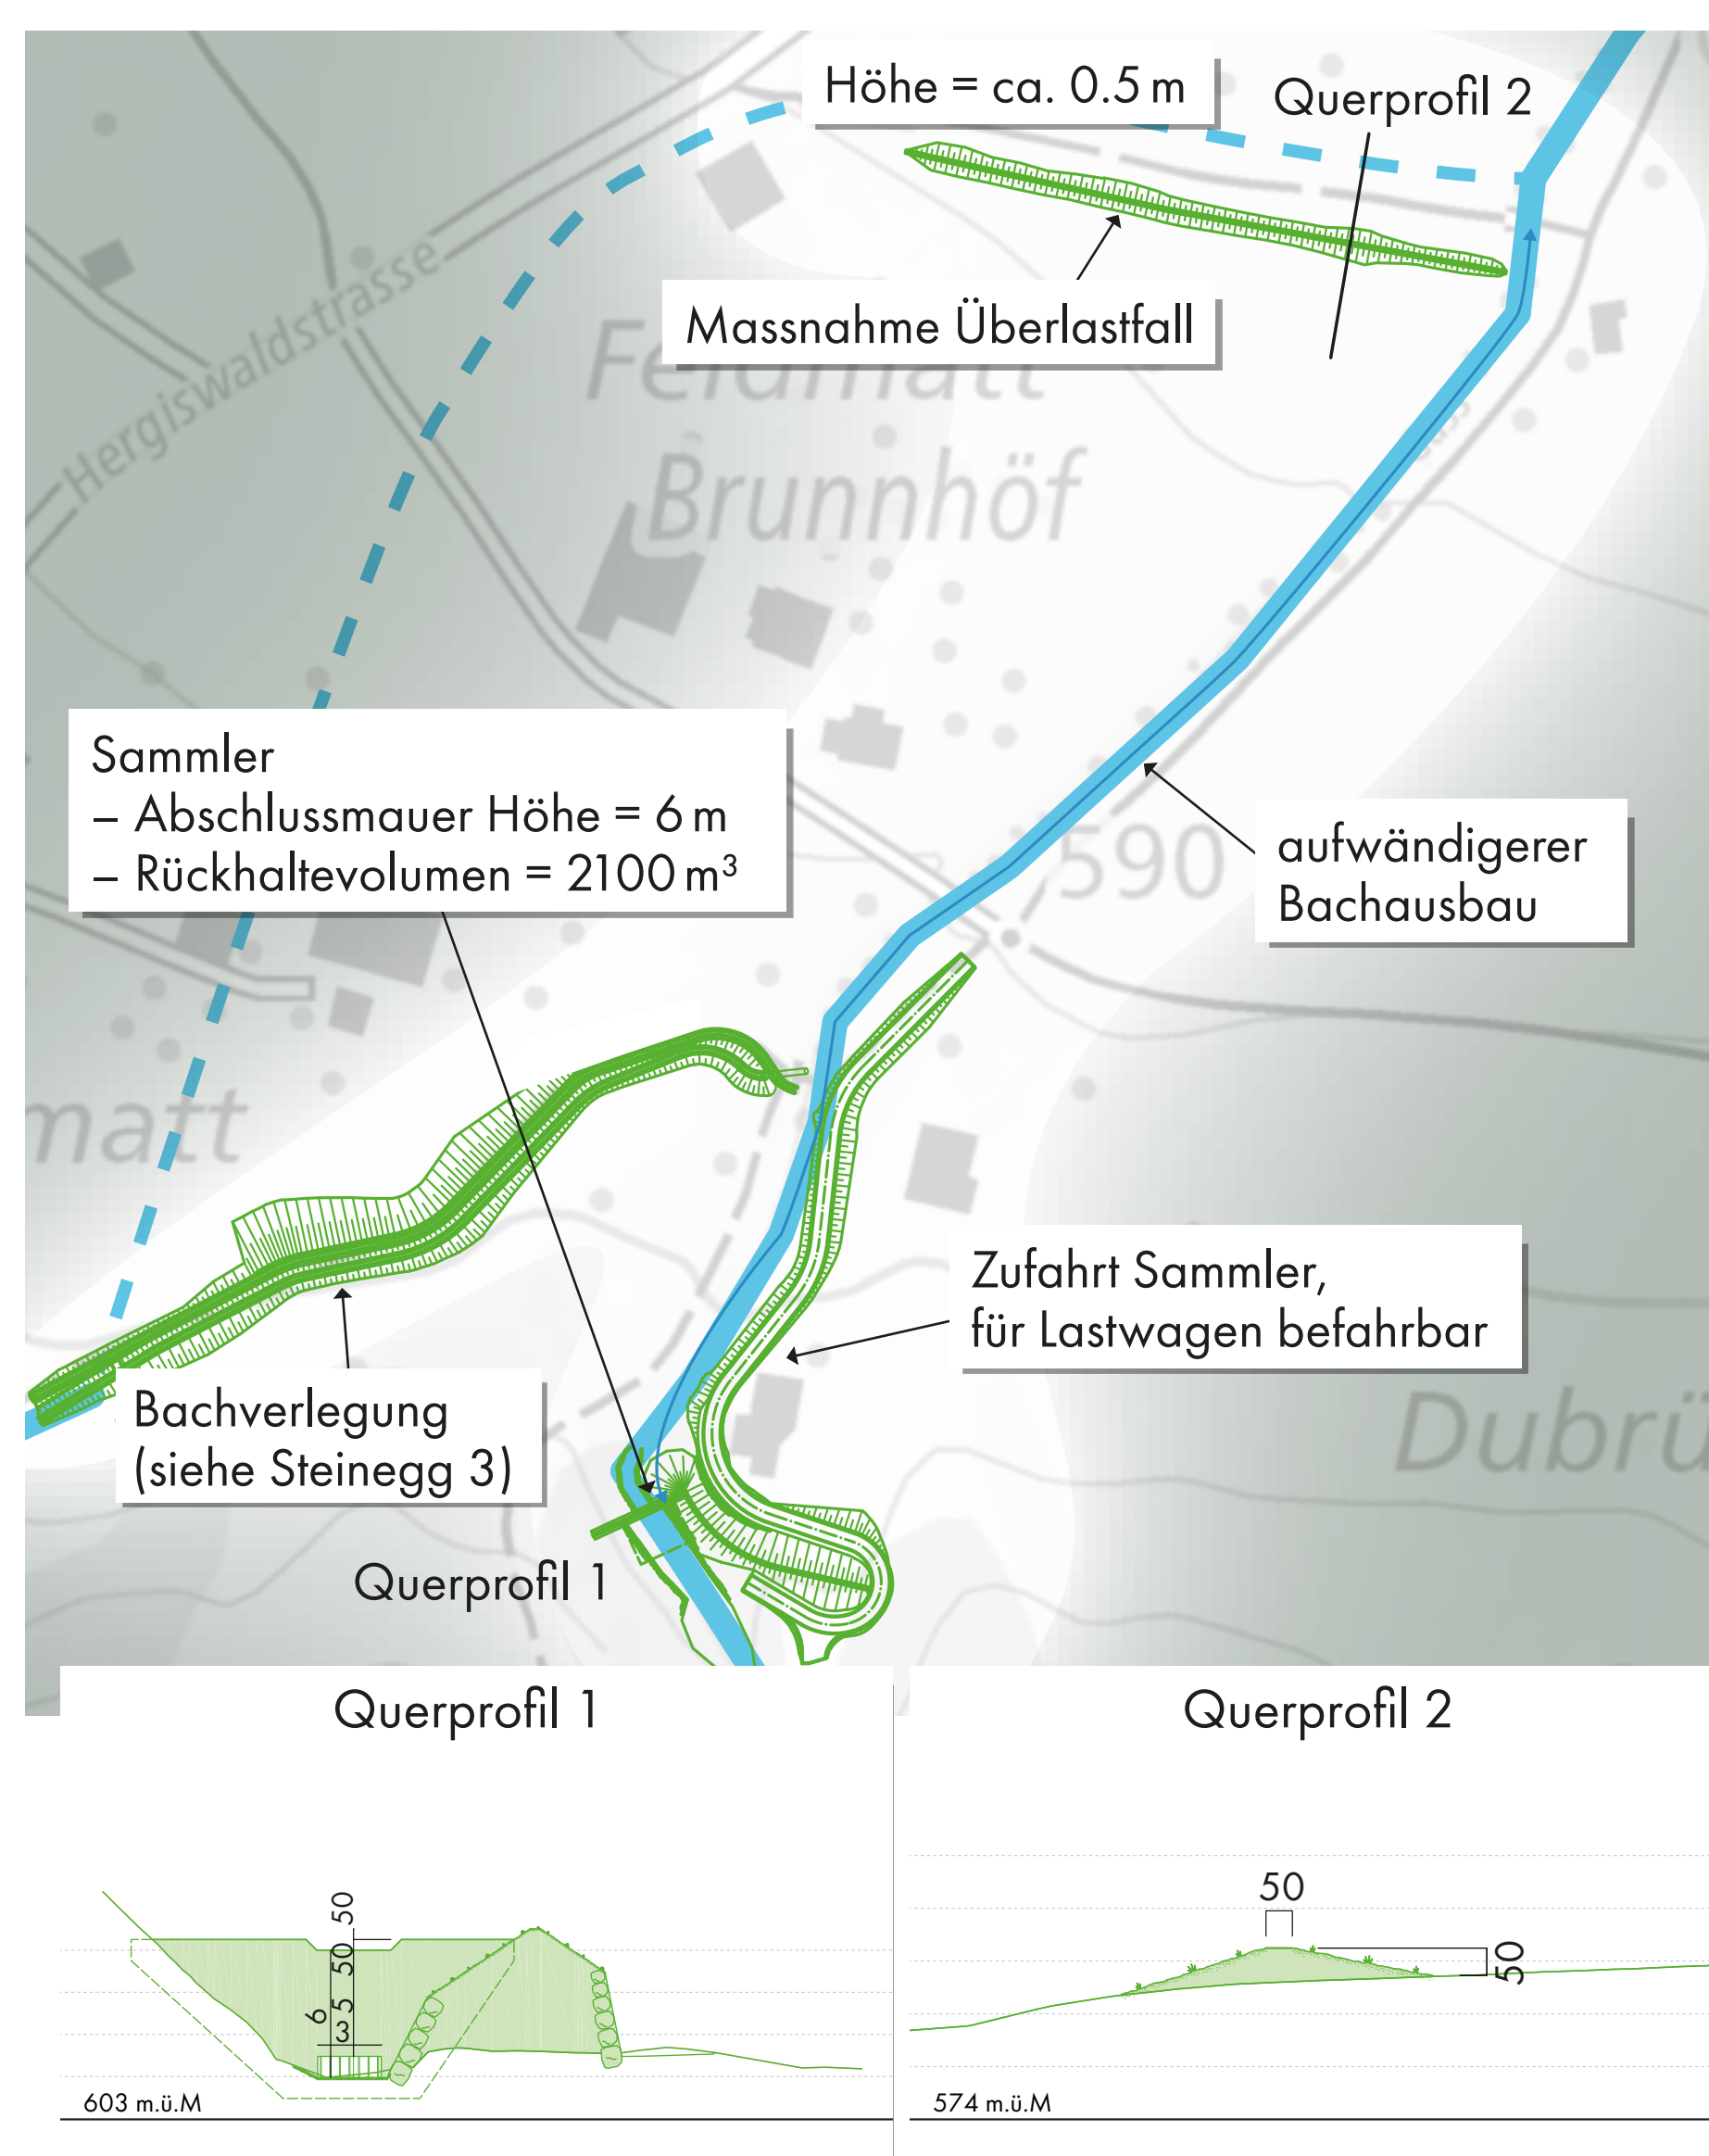 Höhe = ca. 0.5 m
Querprofil 2
Massnahme Überlastfall
Hergiswaldstrasse
Feldmatt
Brunnhöf
Sammler
– Abschlussmauer Höhe = 6 m
– Rückhaltevolumen = 2100 m³
590
aufwändigerer
Bachausbau
matt
Zufahrt Sammler,
für Lastwagen befahrbar
Bachverlegung
(siehe Steinegg 3)
Dubrü
Querprofil 1
Querprofil 1
50
50
5
6
3
603 m.ü.M
Querprofil 2
50
50
574 m.ü.M